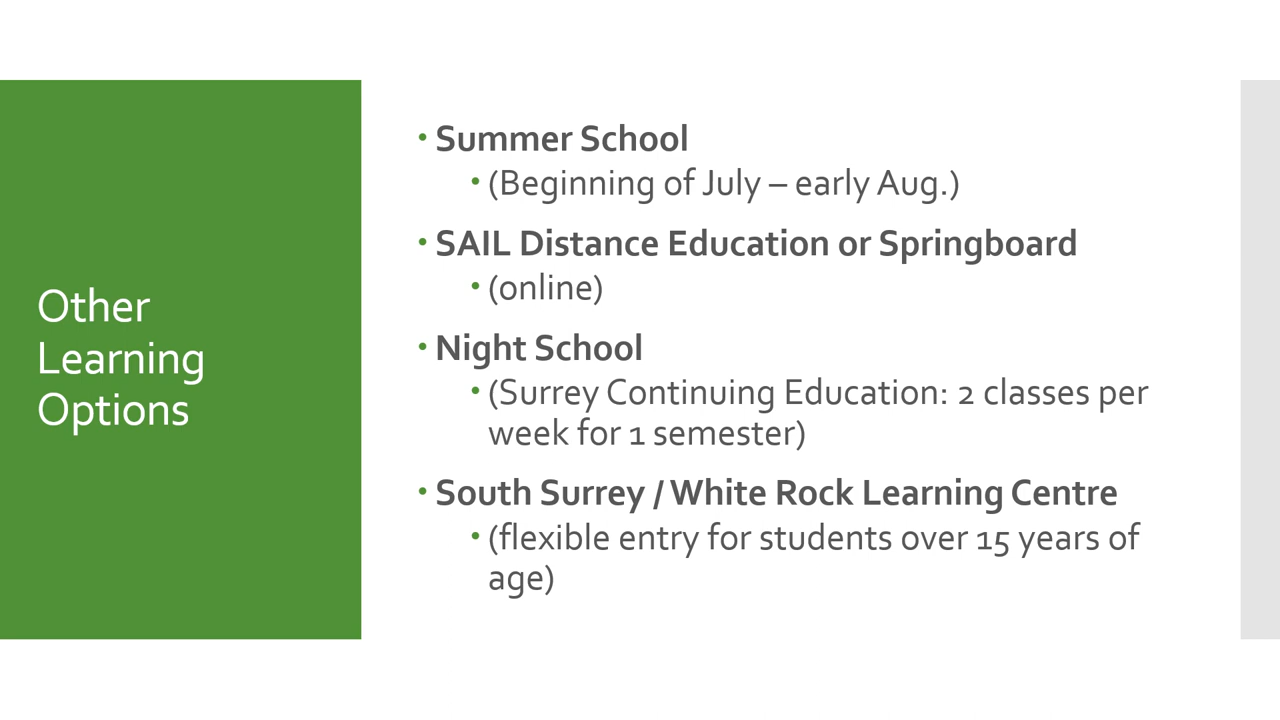 Other
Learning
Options
• Summer School
• (Beginning of July – early Aug.)
• SAIL Distance Education or Springboard
• (online)
• Night School
• (Surrey Continuing Education: 2 classes per
week for 1 semester)
• South Surrey / White Rock Learning Centre
• (flexible entry for students over 15 years of
age)